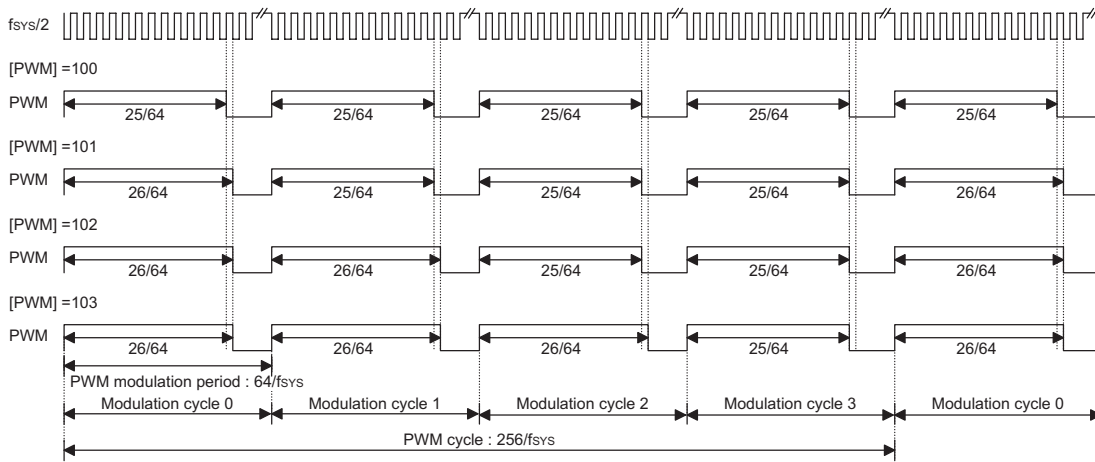 fSYS/2
[PWM] =100
PWM
25/64 25/64 25/64 25/64 25/64
[PWM] =101
PWM
26/64 25/64 25/64 25/64 26/64
[PWM] =102
PWM
26/64 26/64 25/64 25/64 26/64
[PWM] =103
PWM
26/64 26/64 26/64 25/64 26/64
PWM modulation period : 64/fSYS
Modulation cycle 0 Modulation cycle 1 Modulation cycle 2 Modulation cycle 3 Modulation cycle 0
PWM cycle : 256/fSYS